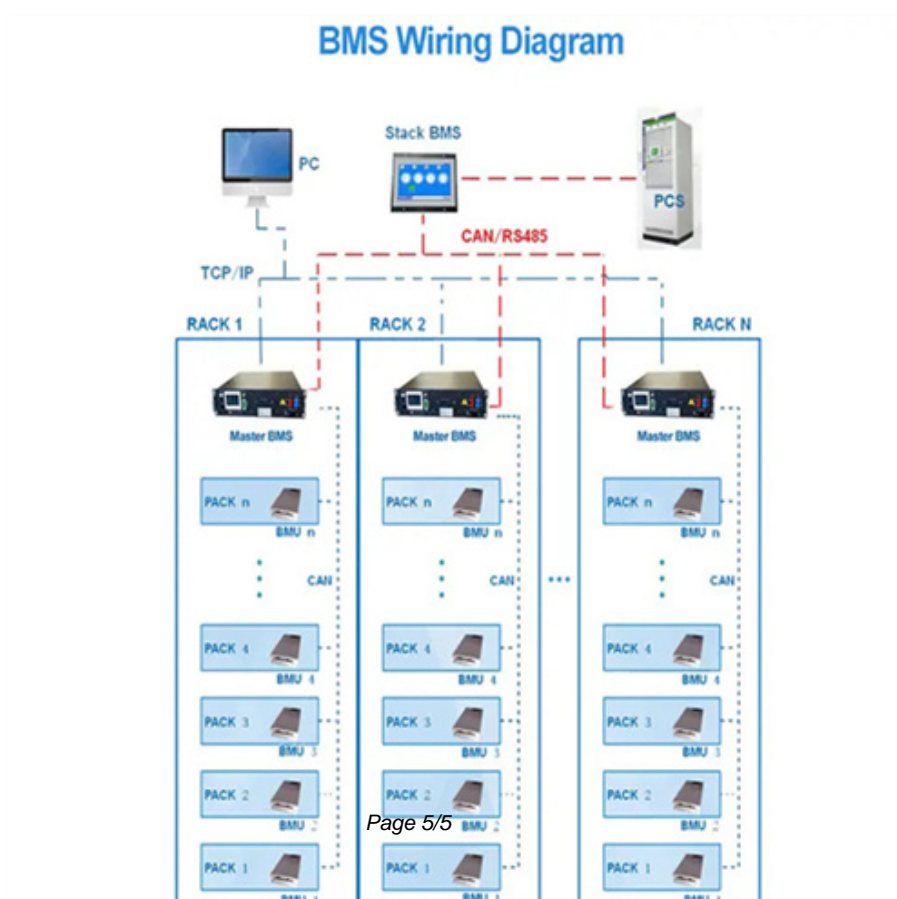 BMS Wiring Diagram
Stack BMS
PC
PCS
CAN/RS485
TCP/IP
RACK 1
RACK 2
RACK N
Master BMS
Master BMS
Master BMS
PACK n
BMU n
PACK n
BMU n
PACK n
BMU n
CAN
CAN
...
CAN
PACK 4
BMU 4
PACK 4
BMU 4
PACK 4
BMU 4
PACK 3
BMU 3
PACK 3
BMU 3
PACK 3
BMU 3
PACK 2
BMU 2
PACK 2
BMU 2
PACK 2
BMU 2
Page 5/5
PACK 1
PACK 1
PACK 1